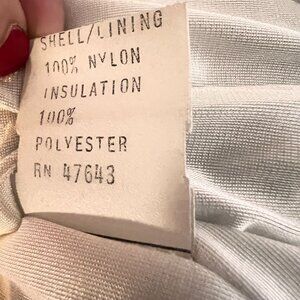 SHELL/LINING
100% NYLON
INSULATION
100%
POLYESTER
RN 47643